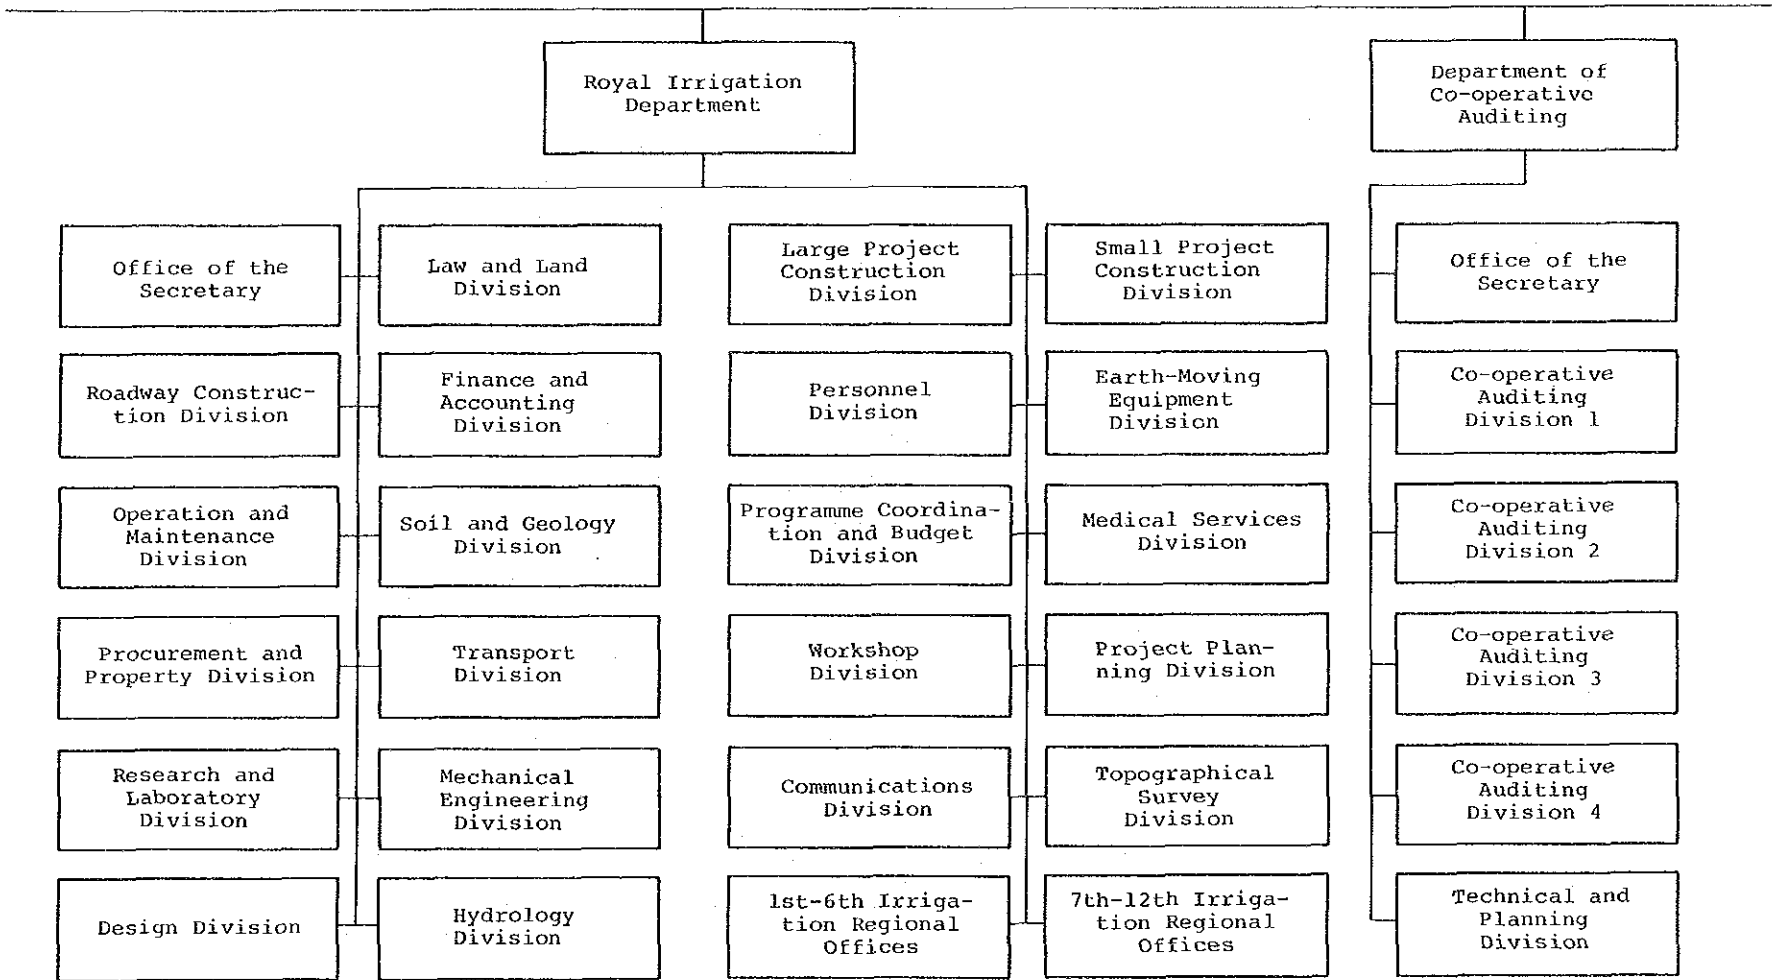 Royal Irrigation
Department
Department of
Co-operative
Auditing
Office of the
Secretary
Law and Land
Division
Large Project
Construction
Division
Small Project
Construction
Division
Office of the
Secretary
Roadway Construc-
tion Division
Finance and
Accounting
Division
Personnel
Division
Earth-Moving
Equipment
Division
Co-operative
Auditing
Division 1
Operation and
Maintenance
Division
Soil and Geology
Division
Programme Coordina-
tion and Budget
Division
Medical Services
Division
Co-operative
Auditing
Division 2
Procurement and
Property Division
Transport
Division
Workshop
Division
Project Plan-
ning Division
Co-operative
Auditing
Division 3
Research and
Laboratory
Division
Mechanical
Engineering
Division
Communications
Division
Topographical
Survey
Division
Co-operative
Auditing
Division 4
Design Division
Hydrology
Division
1st-6th Irriga-
tion Regional
Offices
7th-12th Irriga-
tion Regional
Offices
Technical and
Planning
Division